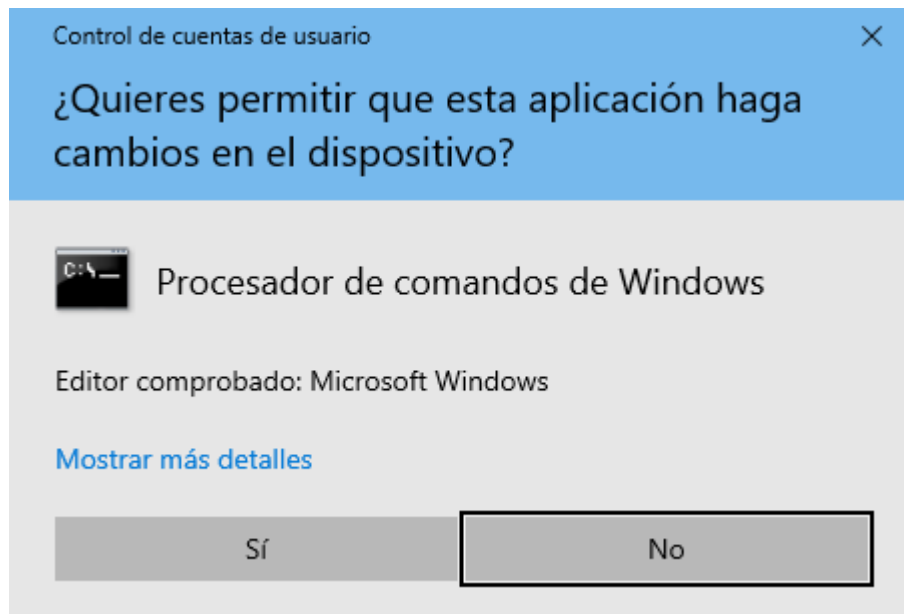 Control de cuentas de usuario
¿Quieres permitir que esta aplicación haga
cambios en el dispositivo?
C:\_
Procesador de comandos de Windows
Editor comprobado: Microsoft Windows
Mostrar más detalles
Sí
No